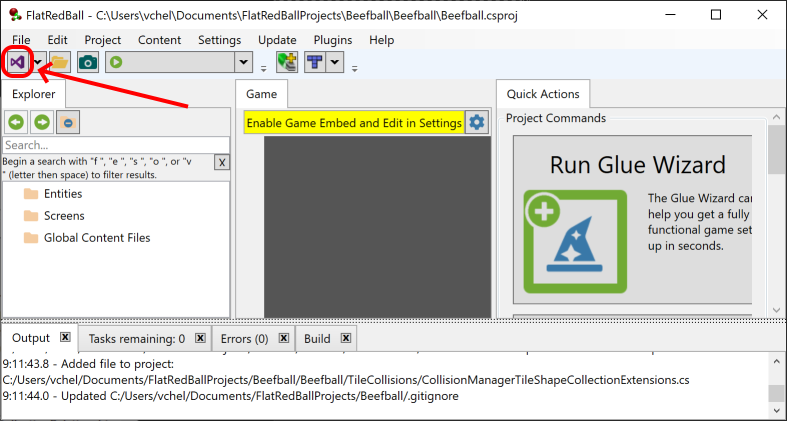 FlatRedBall - C:\Users\vchel\Documents\FlatRedBallProjects\Beefball\Beefball\Beefball.csproj
File Edit Project Content Settings Update Plugins Help
Explorer
Game
Quick Actions
Enable Game Embed and Edit in Settings
Project Commands
Search...
Begin a search with "f ", "e ", "s ", "o ", or "v
" (letter then space) to filter results.
X
Entities
Screens
Global Content Files
Run Glue Wizard
The Glue Wizard can
help you get a fully
functional game set
up in seconds.
Output X Tasks remaining: 0 X Errors (0) X Build X
9:11:43.8 - Added file to project:
C:/Users/vchel/Documents/FlatRedBallProjects/Beefball/Beefball/TileCollisions/CollisionManagerTileShapeCollectionExtensions.cs
9:11:44.0 - Updated C:/Users/vchel/Documents/FlatRedBallProjects/Beefball/.gitignore